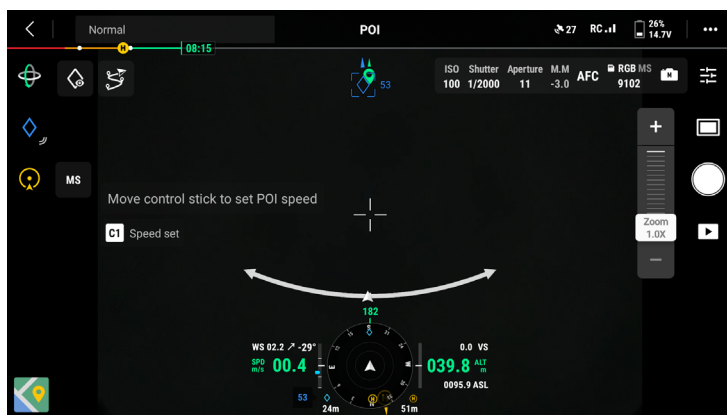 Normal
POI
27
RC
26%
14.7V
H
08:15
53
ISO
100
Shutter
1/2000
Aperture
11
M.M
-3.0
AFC
RGB MS
9102
M
MS
Move control stick to set POI speed
C1 Speed set
Zoom
1.0X
182
WS 02.2 ↗ -29°
0.0 VS
SPD
m/s
00.4
039.8
ALT
m
E
W
0095.9 ASL
53
24m
H
H
51m